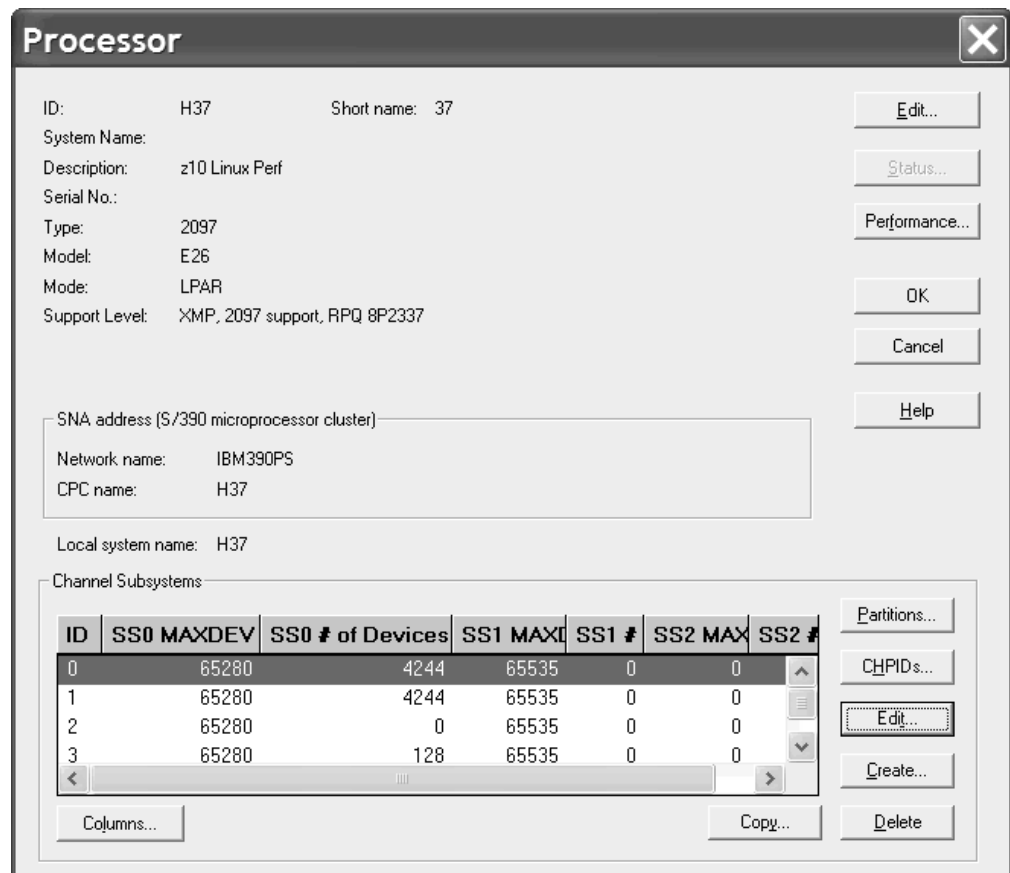 Processor
ID: H37 Short name: 37
Edit...
System Name:
Description: z10 Linux Perf
Status...
Serial No.:
Type: 2097
Performance...
Model: E26
Mode: LPAR
OK
Support Level: XMP, 2097 support, RPQ 8P2337
Cancel
Help
SNA address (S/390 microprocessor cluster)
Network name: IBM390PS
CPC name: H37
Local system name: H37
Channel Subsystems
Partitions...
ID SS0 MAXDEV SS0 # of Devices SS1 MAXD SS1 # SS2 MAX SS2 #
0 65280 4244 65535 0 0
CHPIDs...
1 65280 4244 65535 0 0
2 65280 0 65535 0 0
Edit...
3 65280 128 65535 0 0
Create...
Columns... Copy... Delete